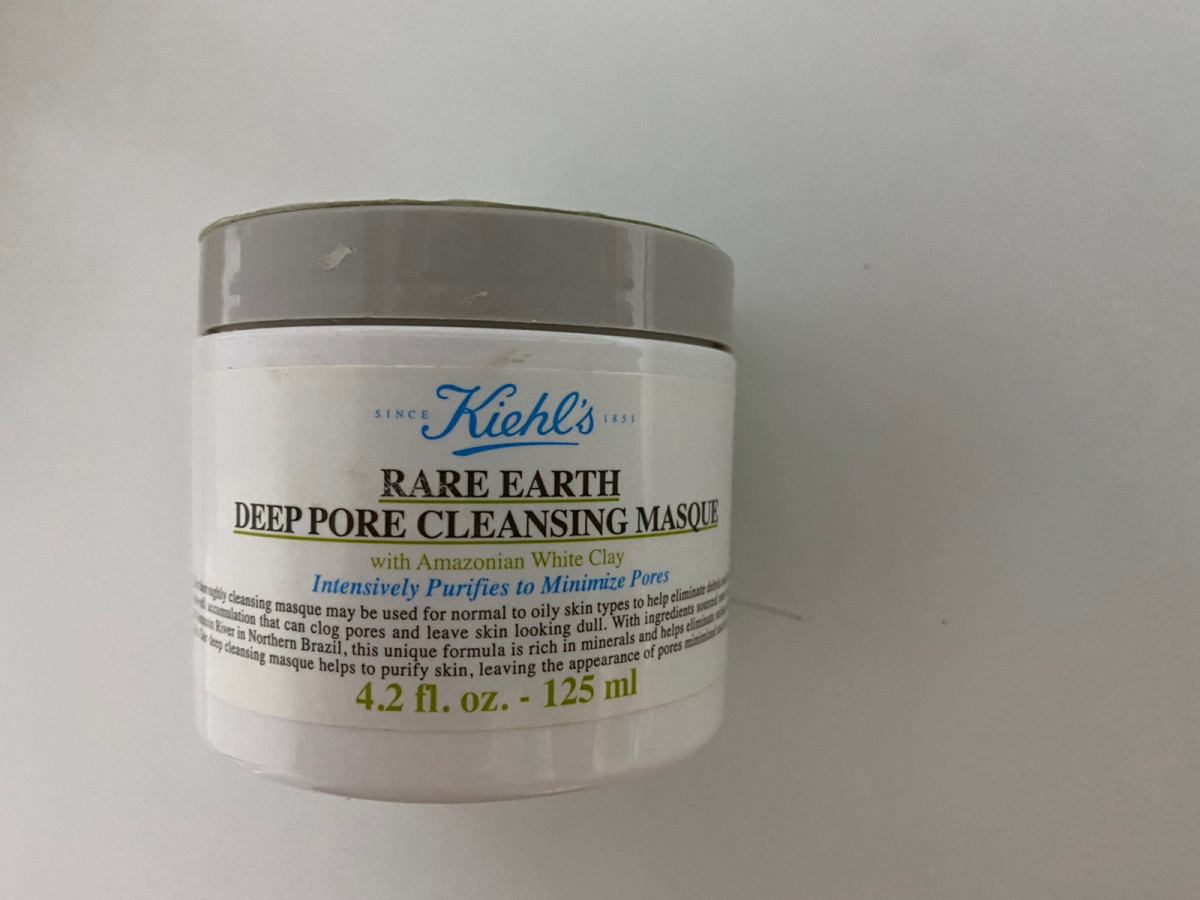 SINCE Kiehl's 1851
RARE EARTH
DEEP PORE CLEANSING MASQUE
with Amazonian White Clay
Intensively Purifies to Minimize Pores
cleansing masque may be used for normal to oily skin types to help eliminate
accumulation that can clog pores and leave skin looking dull. With ingredients sourced
River in Northern Brazil, this unique formula is rich in minerals and helps eliminate
deep cleansing masque helps to purify skin, leaving the appearance of pores minimized
4.2 fl. oz. - 125 ml